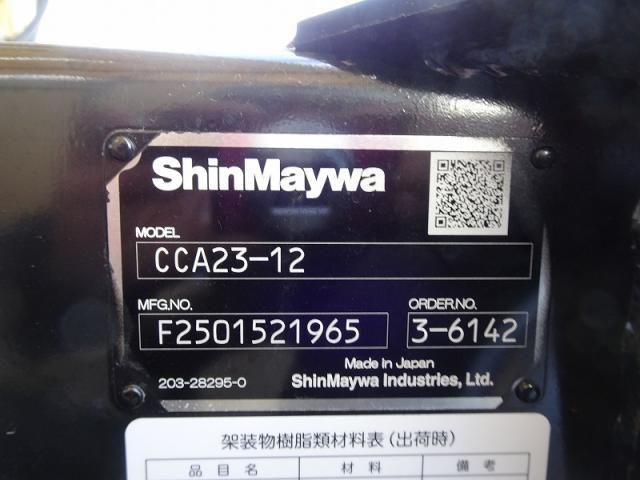 ShinMaywa
MODEL
CCA23-12
MFG.NO. ORDER.NO.
F2501521965 3-6142
Made in Japan
203-28295-0 ShinMaywa Industries, Ltd.
架装物樹脂類材料表(出荷時)
品目名 材料 備考